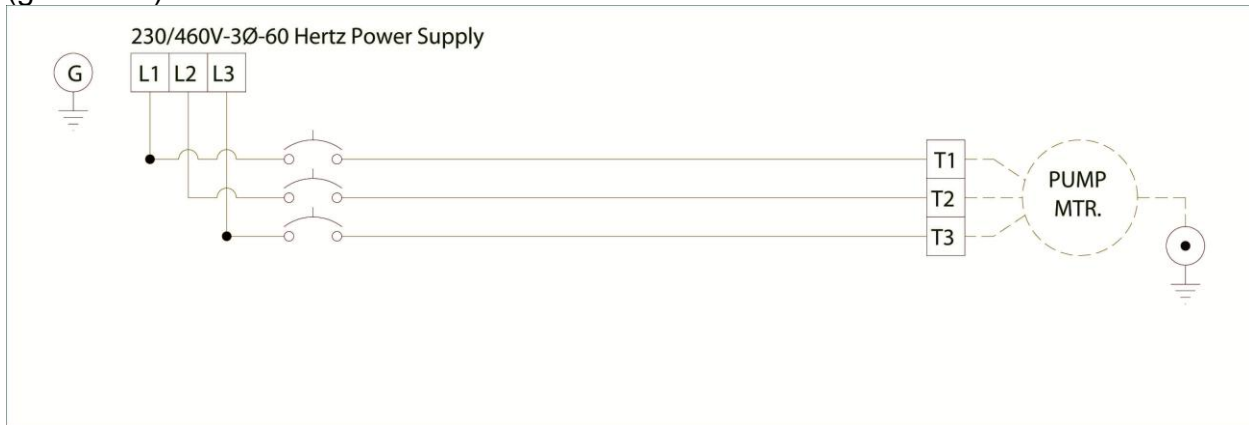 230/460V-3Ø-60 Hertz Power Supply
G L1 L2 L3
T1
T2
T3
PUMP
MTR.